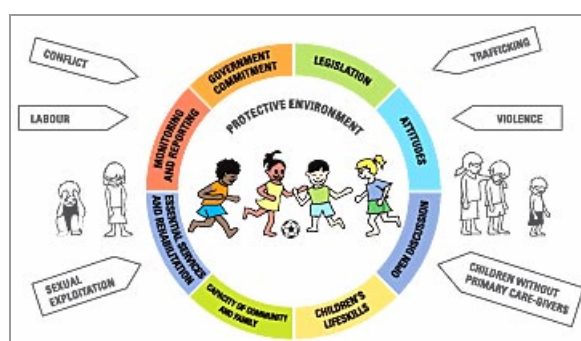 CONFLICT
LABOUR
SEXUAL
EXPLOITATION
GOVERNMENT
COMMITMENT
LEGISLATION
ATTITUDES
OPEN DISCUSSION
CHILDREN'S
LIFESKILLS
CAPACITY OF COMMUNITY
AND FAMILY
ESSENTIAL SERVICES
AND REHABILITATION
MONITORING
AND REPORTING
PROTECTIVE ENVIRONMENT
TRAFFICKING
VIOLENCE
CHILDREN WITHOUT
PRIMARY CARE-GIVERS